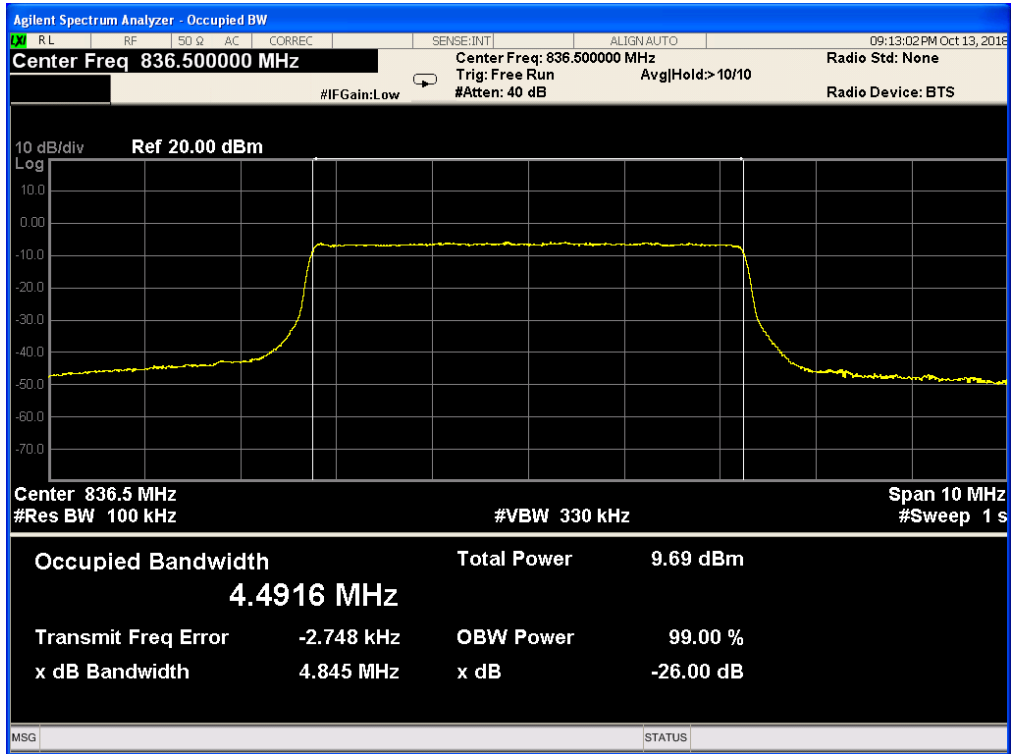 Agilent Spectrum Analyzer - Occupied BW
LXI RL RF 50 Ω AC CORREC SENSE:INT ALIGN AUTO 09:13:02 PM Oct 13, 2018
Center Freq 836.500000 MHz Center Freq: 836.500000 MHz Radio Std: None
Trig: Free Run Avg|Hold:>10/10
#IFGain:Low #Atten: 40 dB Radio Device: BTS
10 dB/div Ref 20.00 dBm
Log
10.0
0.00
-10.0
-20.0
-30.0
-40.0
-50.0
-60.0
-70.0
Center 836.5 MHz Span 10 MHz
#Res BW 100 kHz #VBW 330 kHz #Sweep 1 s
Occupied Bandwidth Total Power 9.69 dBm
4.4916 MHz
Transmit Freq Error -2.748 kHz OBW Power 99.00 %
x dB Bandwidth 4.845 MHz x dB -26.00 dB
MSG STATUS